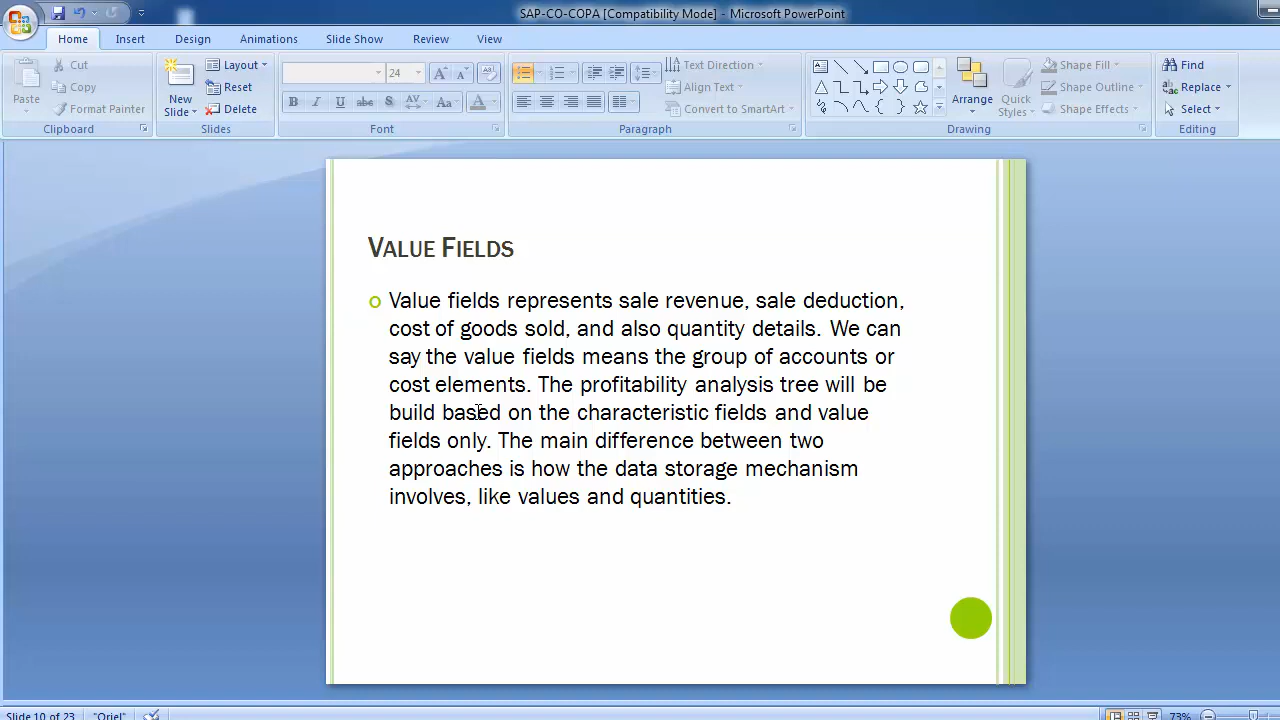 SAP-CO-COPA [Compatibility Mode] - Microsoft PowerPoint
Home Insert Design Animations Slide Show Review View
Paste
Cut
Copy
Format Painter
Clipboard
New Slide
Layout
Reset
Delete
Slides
24
B I U abc S AV Aa A
Font
Text Direction
Align Text
Convert to SmartArt
Paragraph
Arrange
Quick Styles
Shape Fill
Shape Outline
Shape Effects
Drawing
Find
Replace
Select
Editing
VALUE FIELDS
Value fields represents sale revenue, sale deduction,
cost of goods sold, and also quantity details. We can
say the value fields means the group of accounts or
cost elements. The profitability analysis tree will be
build based on the characteristic fields and value
fields only. The main difference between two
approaches is how the data storage mechanism
involves, like values and quantities.
Slide 10 of 23 "Oriel" 73%